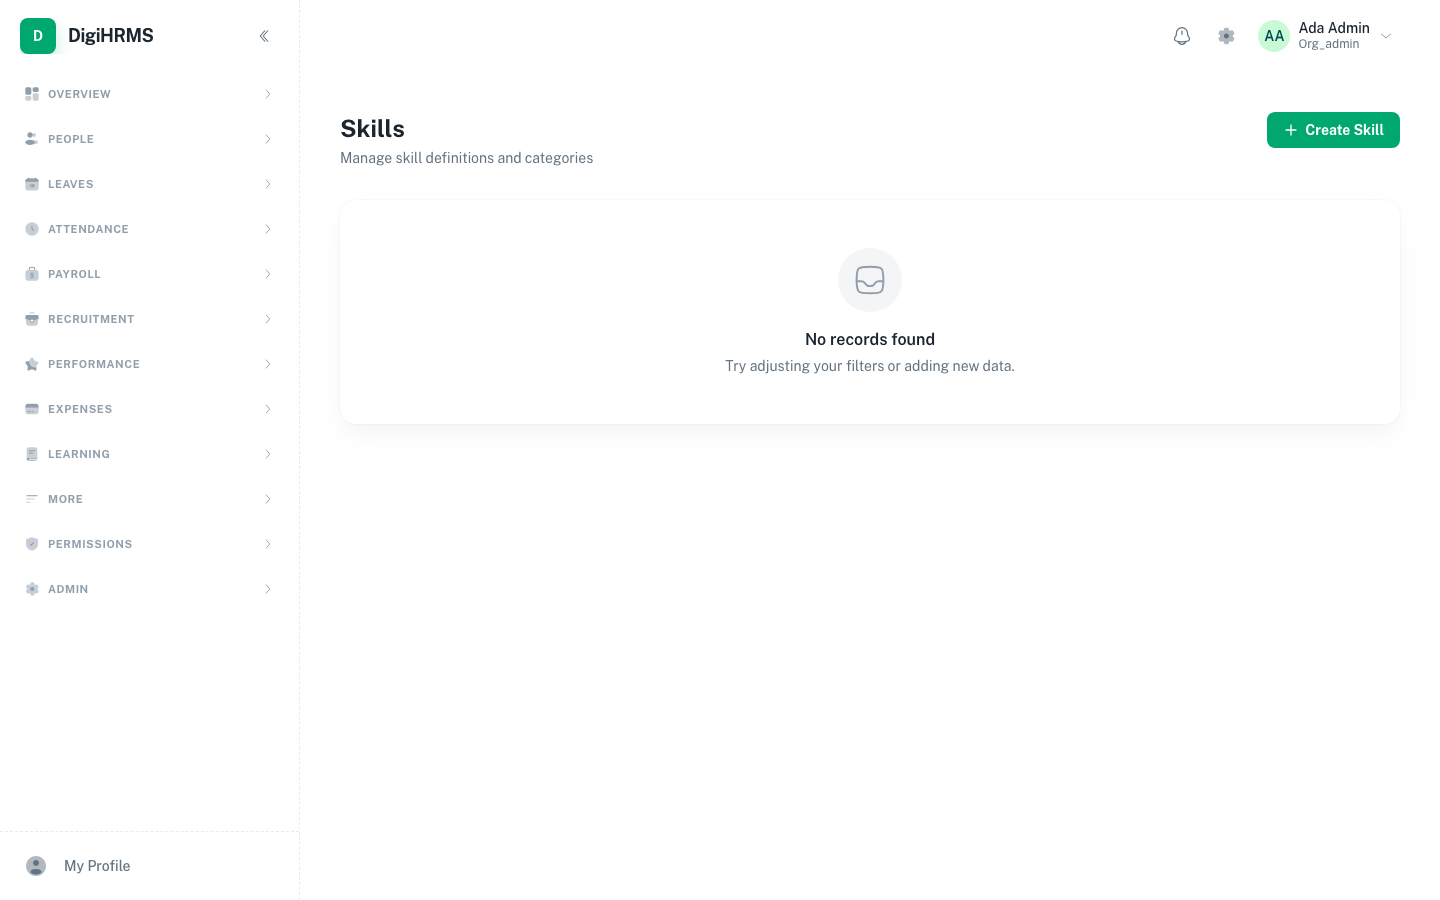 D
DigiHRMS
OVERVIEW
PEOPLE
LEAVES
ATTENDANCE
PAYROLL
RECRUITMENT
PERFORMANCE
EXPENSES
LEARNING
MORE
PERMISSIONS
ADMIN
My Profile
AA
Ada Admin
Org_admin
Skills
Manage skill definitions and categories
Create Skill
No records found
Try adjusting your filters or adding new data.